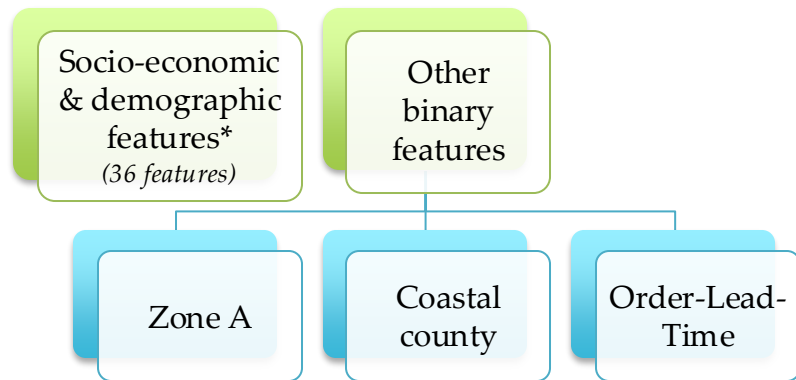 Socio-economic
& demographic
features*
(36 features)
Other
binary
features
Zone A
Coastal
county
Order-Lead-
Time